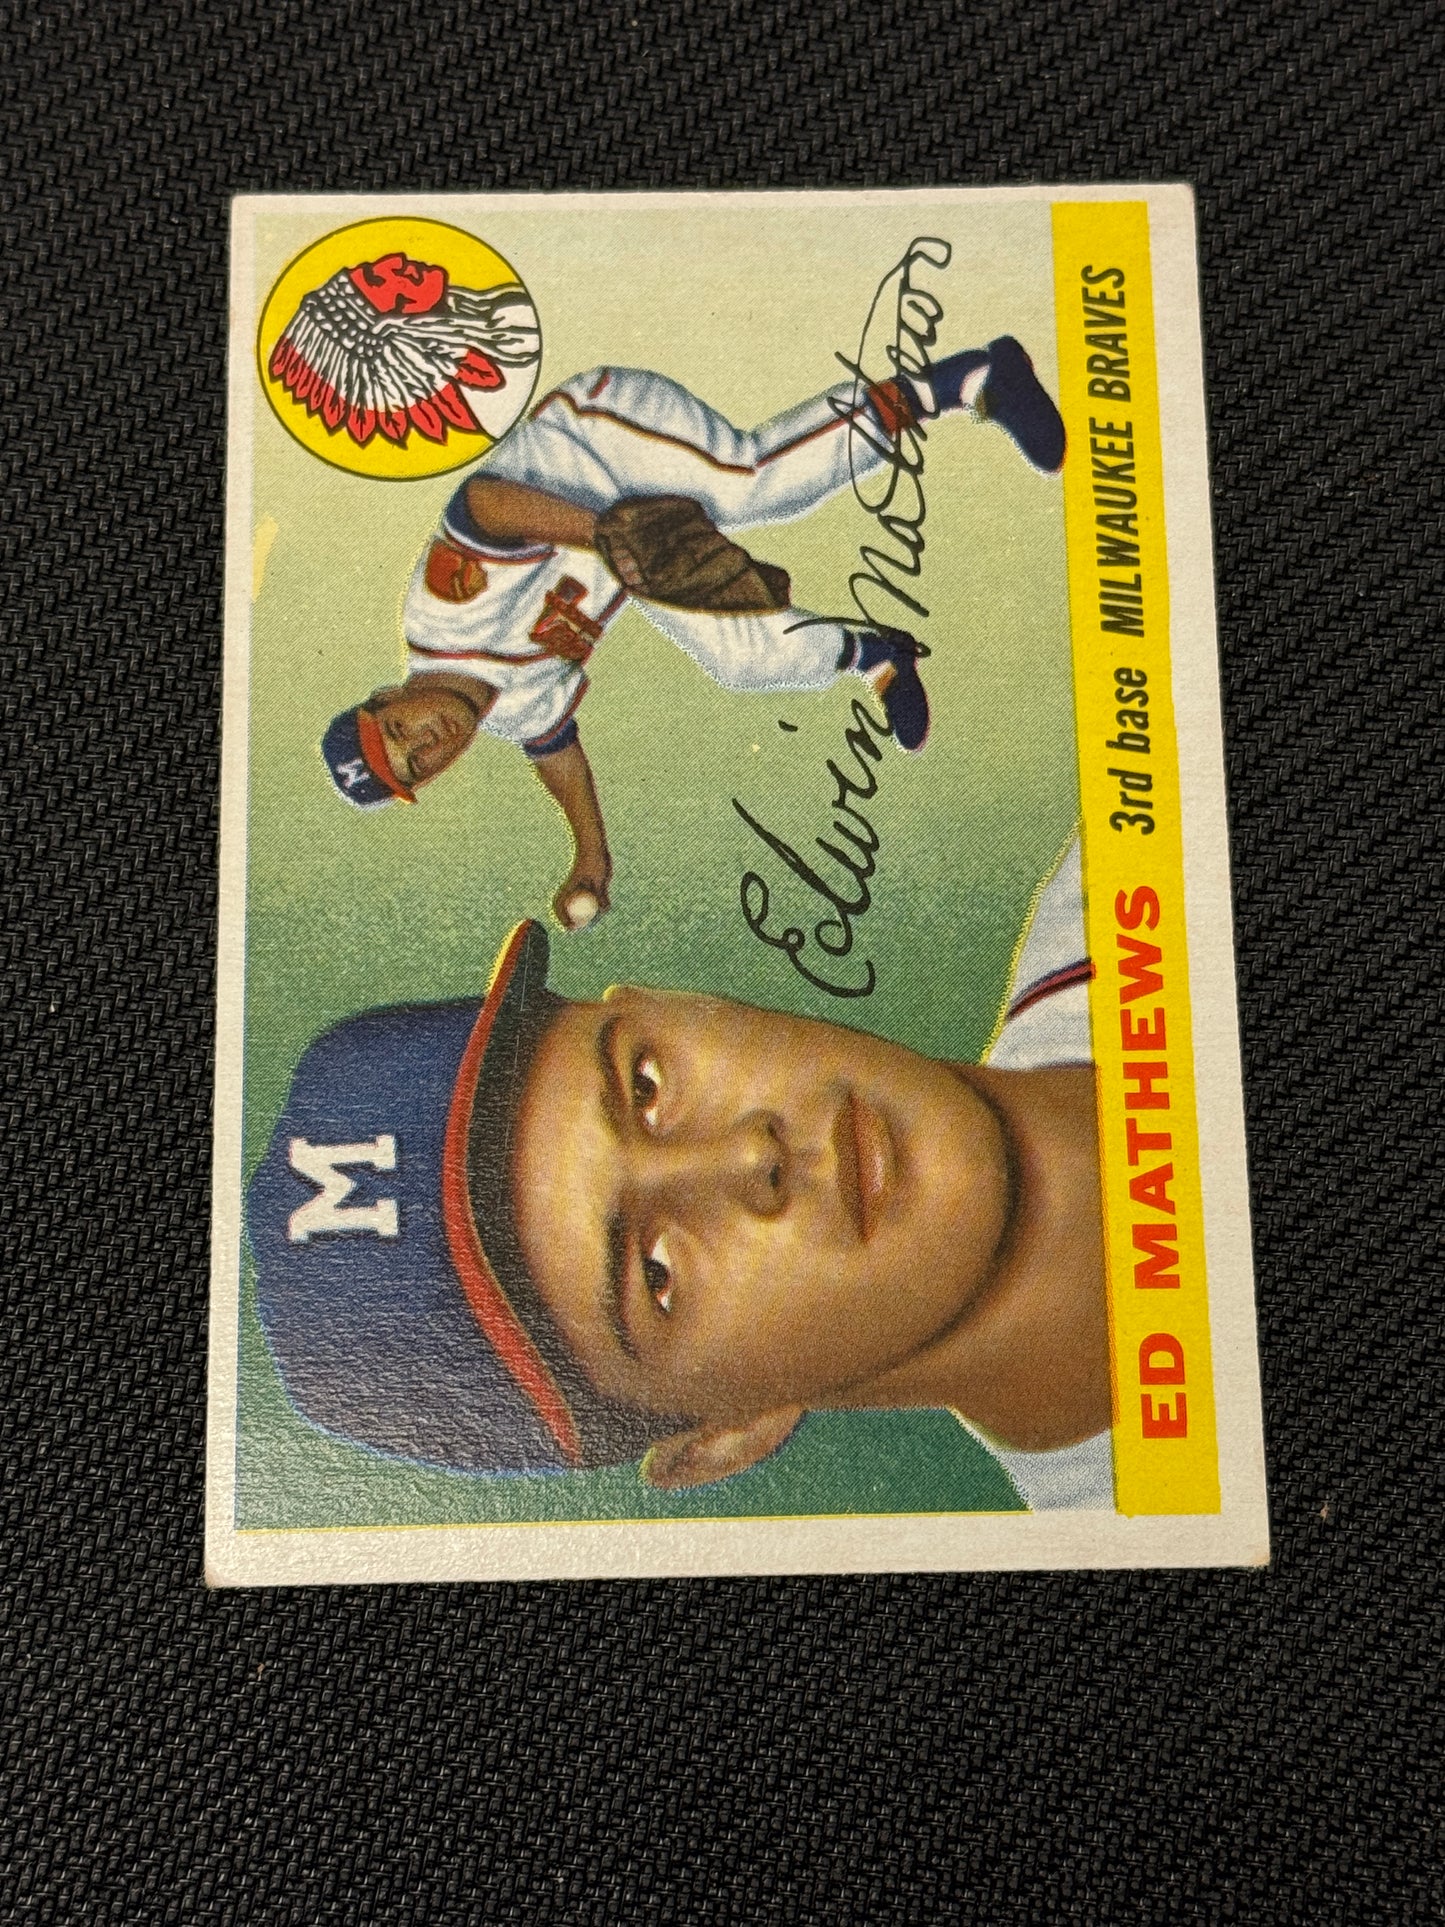 M
M
Edwin Mathews
ED MATHEWS 3rd base MILWAUKEE BRAVES